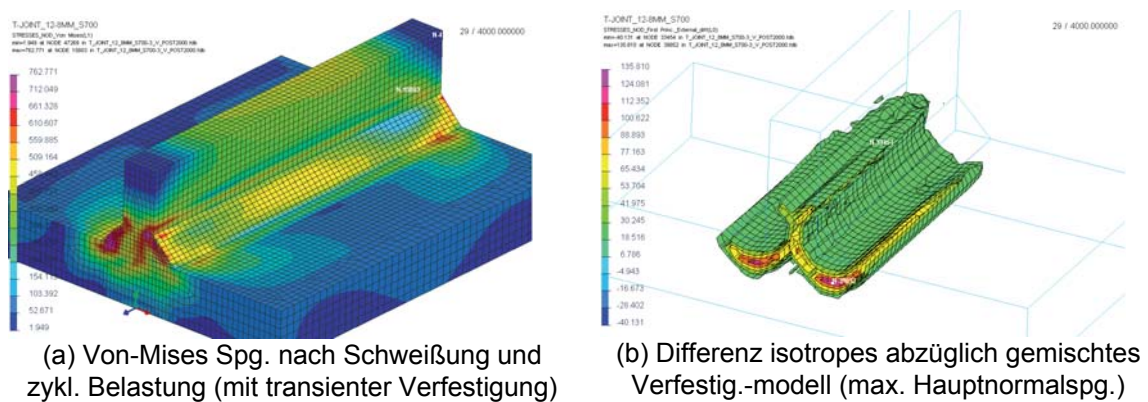 T-JOINT_12-8MM_S700
STRESSES_NOD_Von Mises(L1)
29 / 4000.000000
762.771
712.049
661.328
610.607
559.885
509.164
154.1
103.392
52.671
1.949
T-JOINT_12-8MM_S700
29 / 4000.000000
135.810
124.081
112.352
100.622
88.893
77.163
65.434
53.704
41.975
30.245
18.516
6.786
-4.943
-16.673
-28.402
-40.131
(a) Von-Mises Spg. nach Schweißung und
zykl. Belastung (mit transienter Verfestigung)
(b) Differenz isotropes abzüglich gemischtes
Verfestig.-modell (max. Hauptnormalspg.)